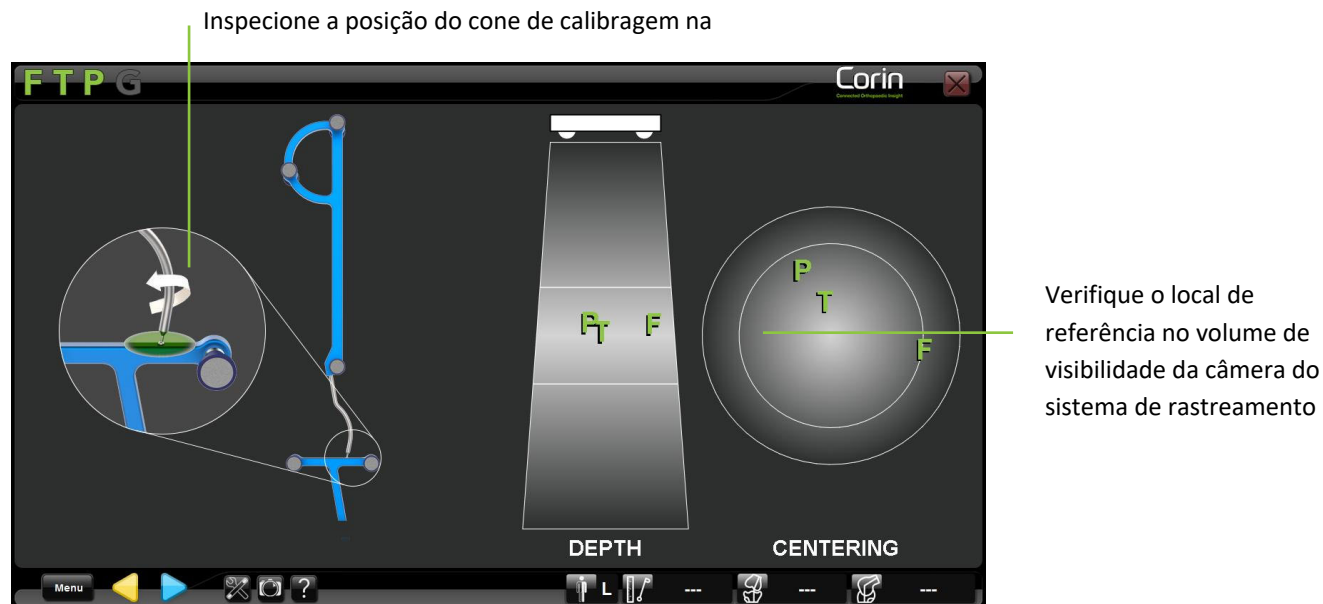 Inspecione a posição do cone de calibragem na
F T P G
Corin
Connected Orthopaedic Insight
P
T
F
P
T
F
Verifique o local de
referência no volume de
visibilidade da câmera do
sistema de rastreamento
DEPTH
CENTERING
Menu
?
L
---
---
---